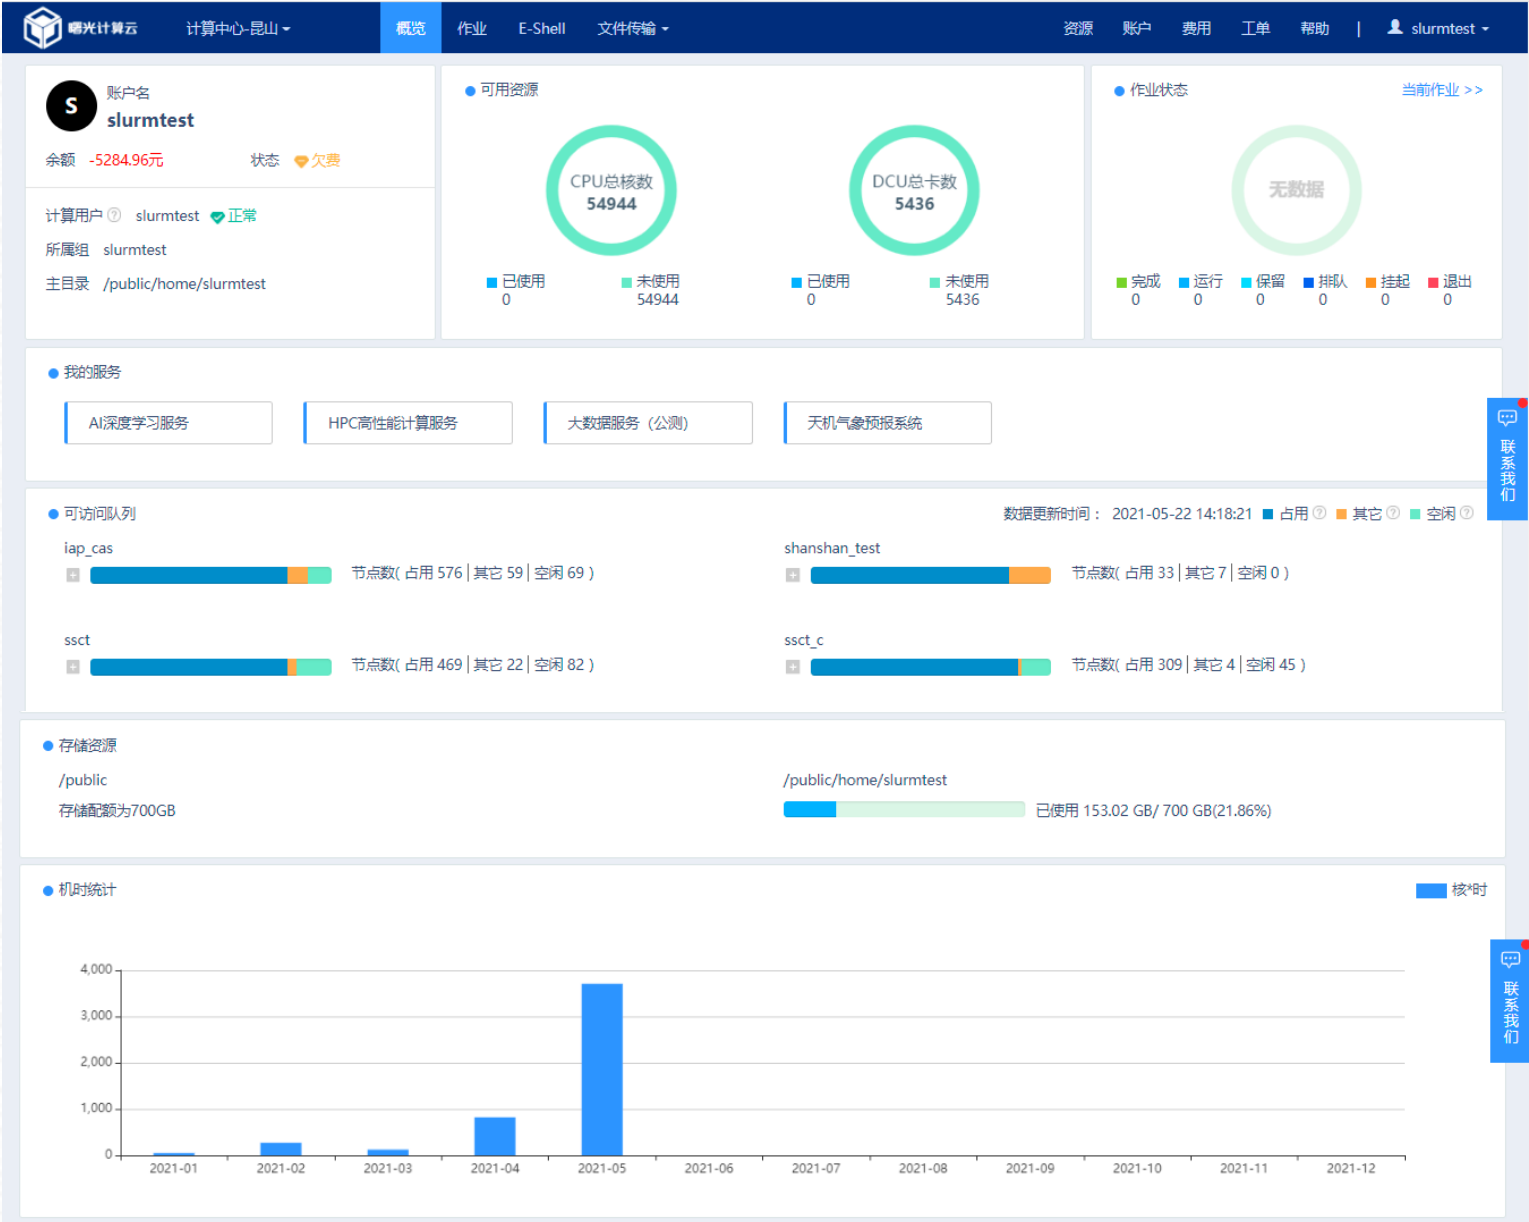 曙光计算云 计算中心-昆山 概览 作业 E-Shell 文件传输 资源 账户 费用 工单 帮助 | slurmtest
S
账户名
slurmtest
余额 -5284.96元 状态 欠费
计算用户 ? slurmtest 正常
所属组 slurmtest
主目录 /public/home/slurmtest
可用资源
CPU总核数
54944
已使用 未使用
0 54944
DCU总卡数
5436
已使用 未使用
0 5436
作业状态 当前作业 >>
无数据
完成 运行 保留 排队 挂起 退出
0 0 0 0 0 0
我的服务
AI深度学习服务 HPC高性能计算服务 大数据服务（公测） 天机气象预报系统
联系我们
可访问队列 数据更新时间： 2021-05-22 14:18:21 占用 ? 其它 ? 空闲 ?
iap_cas
节点数( 占用 576 | 其它 59 | 空闲 69 )
shanshan_test
节点数( 占用 33 | 其它 7 | 空闲 0 )
ssct
节点数( 占用 469 | 其它 22 | 空闲 82 )
ssct_c
节点数( 占用 309 | 其它 4 | 空闲 45 )
存储资源
/public
存储配额为700GB
/public/home/slurmtest
已使用 153.02 GB/ 700 GB(21.86%)
机时统计 核*时
联系我们
4,000
3,000
2,000
1,000
0
2021-01 2021-02 2021-03 2021-04 2021-05 2021-06 2021-07 2021-08 2021-09 2021-10 2021-11 2021-12